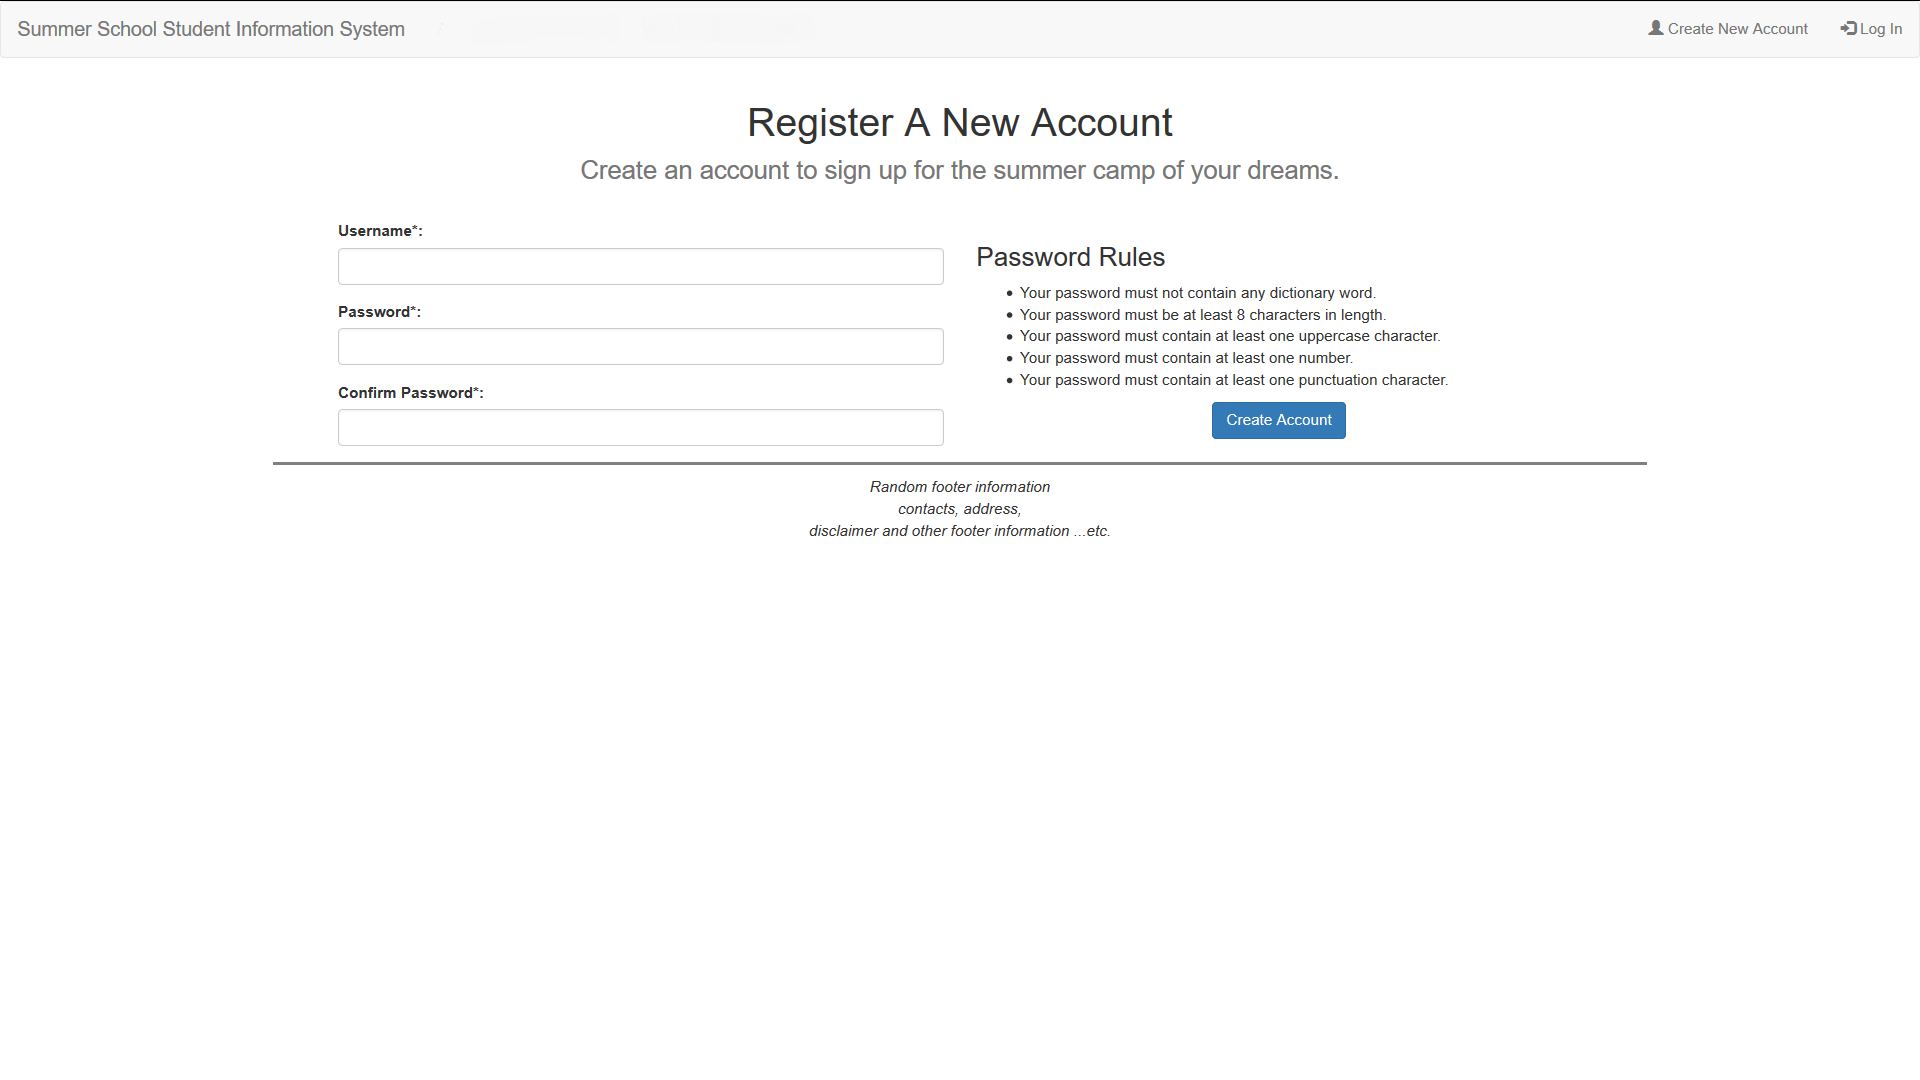 Summer School Student Information System
Create New Account
Log In
Register A New Account
Create an account to sign up for the summer camp of your dreams.
Username*:
Password*:
Confirm Password*:
Password Rules
• Your password must not contain any dictionary word.
• Your password must be at least 8 characters in length.
• Your password must contain at least one uppercase character.
• Your password must contain at least one number.
• Your password must contain at least one punctuation character.
Create Account
Random footer information
contacts, address,
disclaimer and other footer information ...etc.